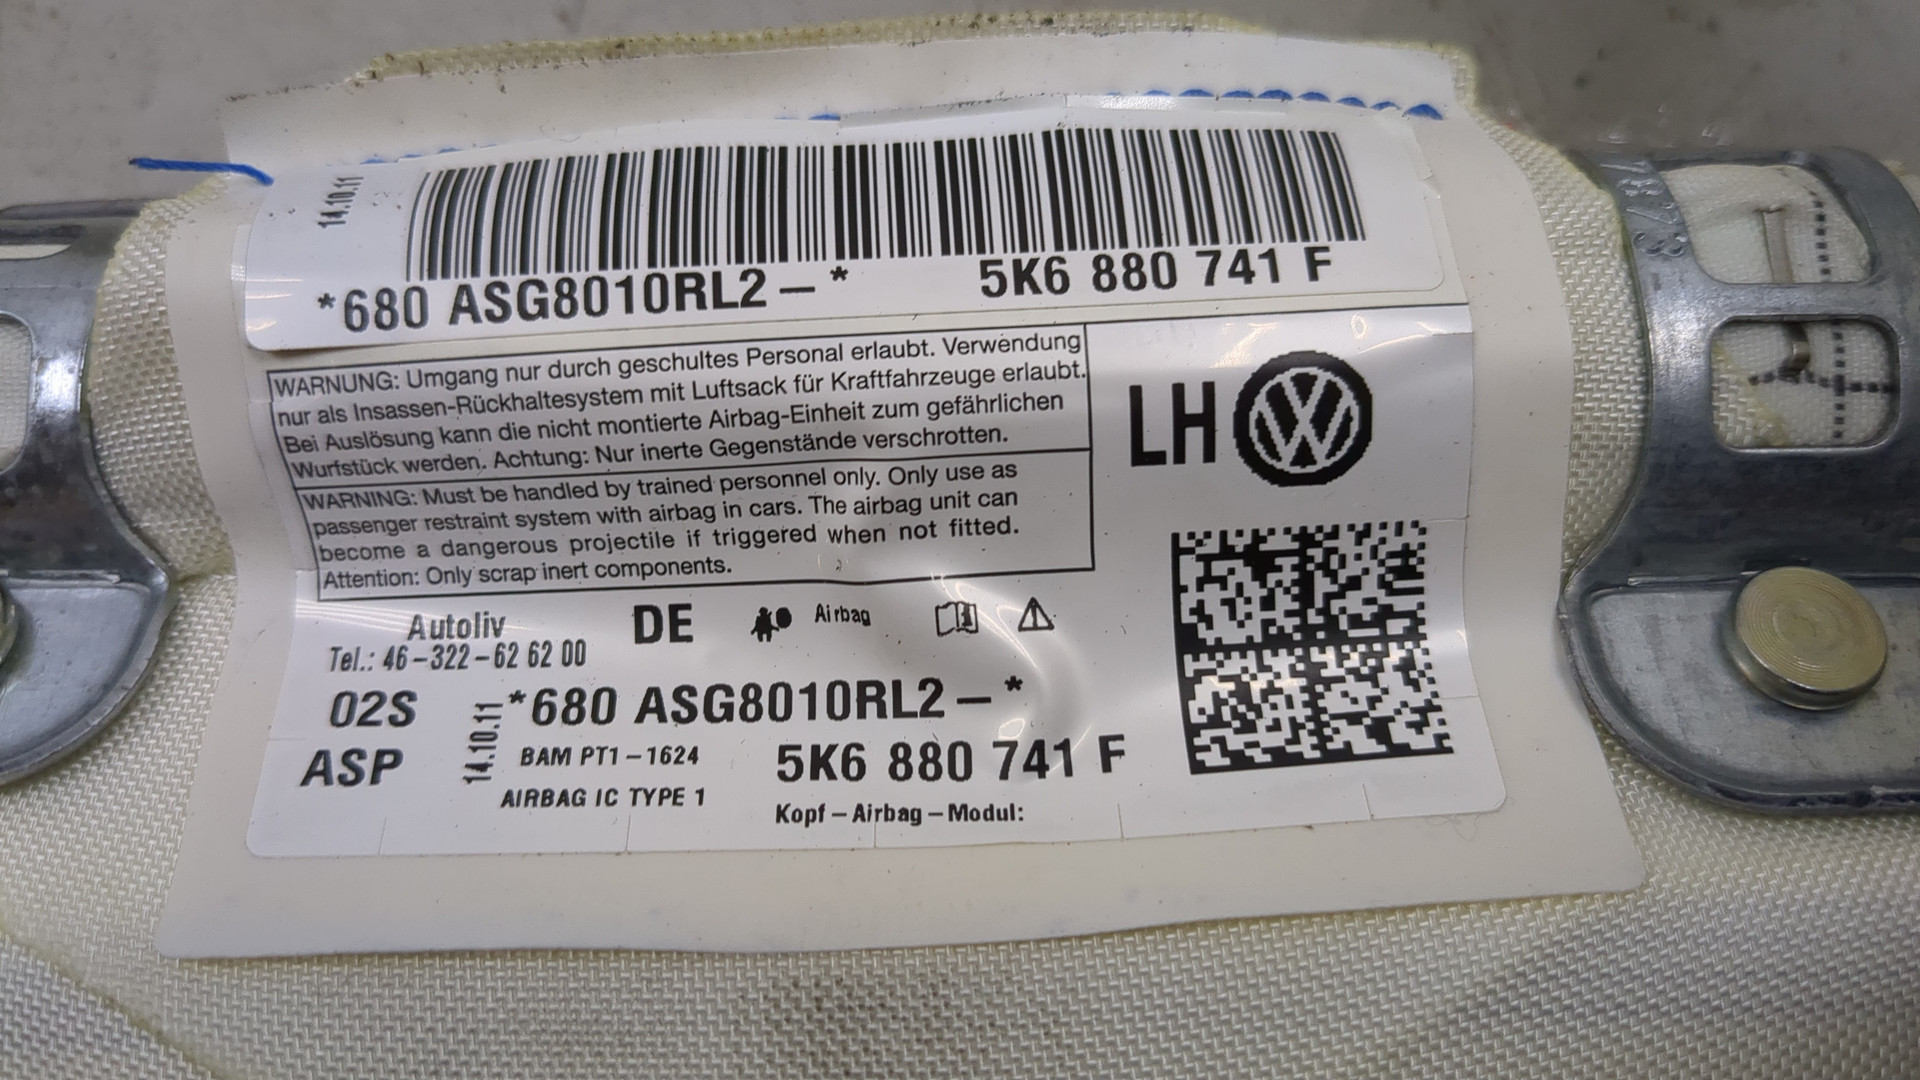 14.10.11
*680 ASG8010RL2-* 5K6 880 741 F
WARNUNG: Umgang nur durch geschultes Personal erlaubt. Verwendung
nur als Insassen-Rückhaltesystem mit Luftsack für Kraftfahrzeuge erlaubt.
Bei Auslösung kann die nicht montierte Airbag-Einheit zum gefährlichen
Wurfstück werden. Achtung: Nur inerte Gegenstände verschrotten.
LH
WARNING: Must be handled by trained personnel only. Only use as
passenger restraint system with airbag in cars. The airbag unit can
become a dangerous projectile if triggered when not fitted.
Attention: Only scrap inert components.
Autoliv DE Airbag
Tel.: 46-322-62 62 00
02S
ASP
14.10.11
*680 ASG8010RL2-*
BAM PT1-1624 5K6 880 741 F
AIRBAG IC TYPE 1
Kopf-Airbag-Modul: